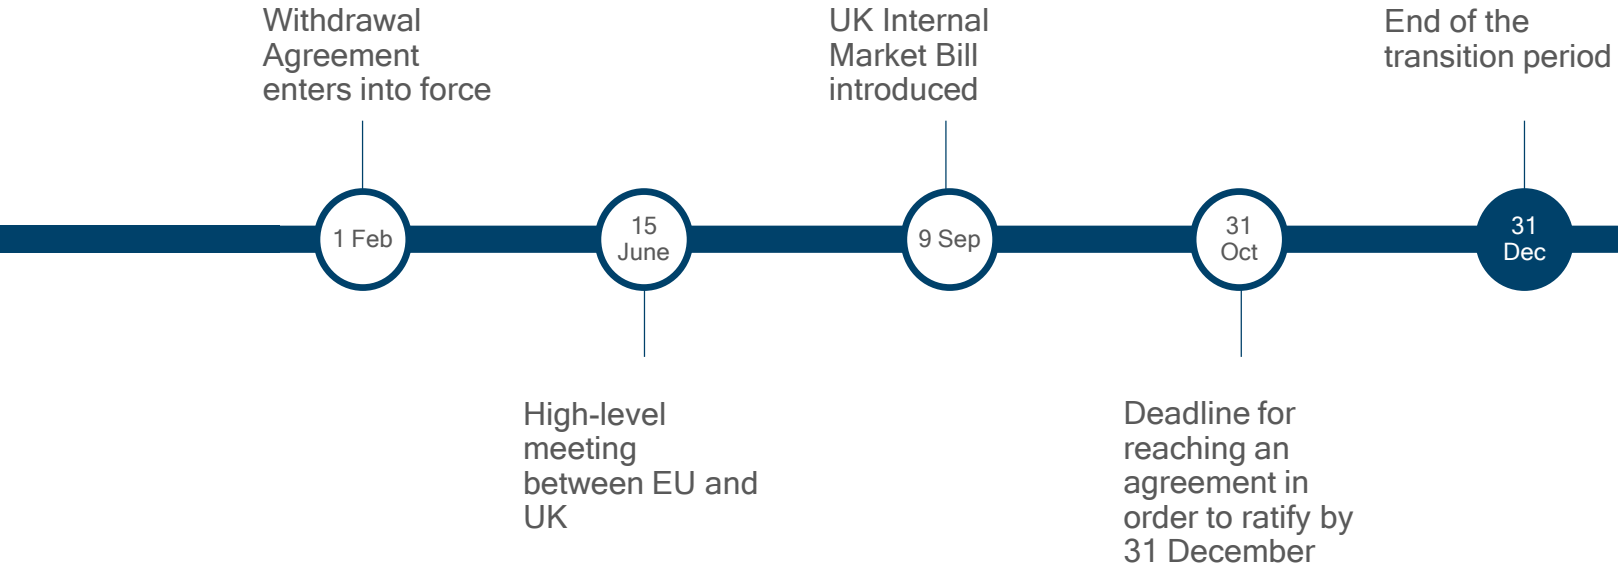 Withdrawal
Agreement
enters into force
UK Internal
Market Bill
introduced
End of the
transition period
1 Feb
15
June
9 Sep
31
Oct
31
Dec
High-level
meeting
between EU and
UK
Deadline for
reaching an
agreement in
order to ratify by
31 December